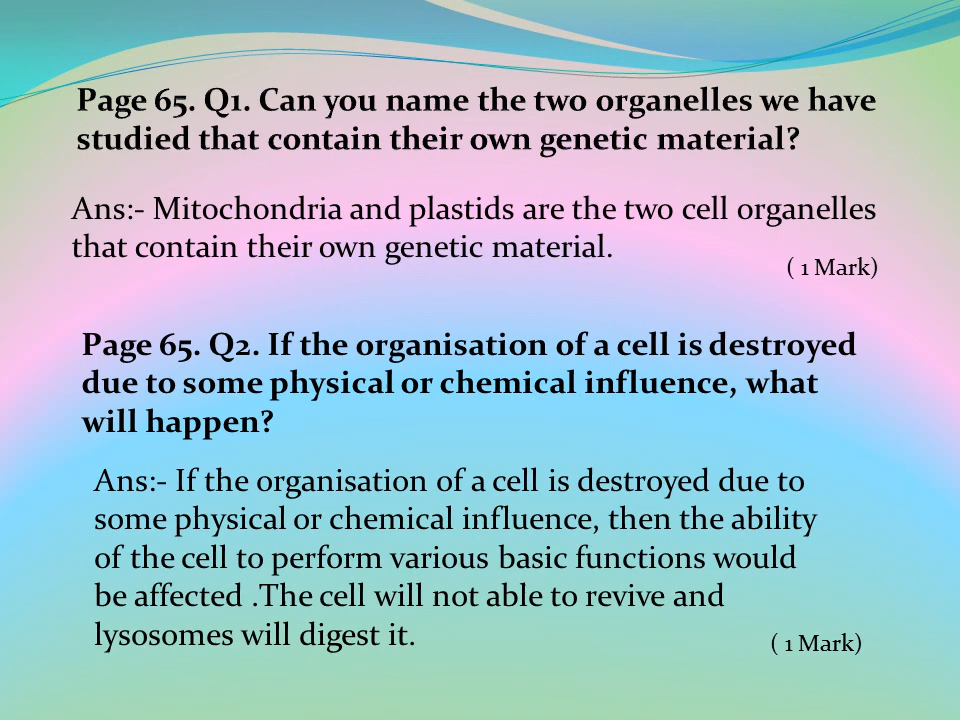 Page 65. Q1. Can you name the two organelles we have
studied that contain their own genetic material?
Ans:- Mitochondria and plastids are the two cell organelles
that contain their own genetic material.
( 1 Mark)
Page 65. Q2. If the organisation of a cell is destroyed
due to some physical or chemical influence, what
will happen?
Ans:- If the organisation of a cell is destroyed due to
some physical or chemical influence, then the ability
of the cell to perform various basic functions would
be affected .The cell will not able to revive and
lysosomes will digest it.
( 1 Mark)